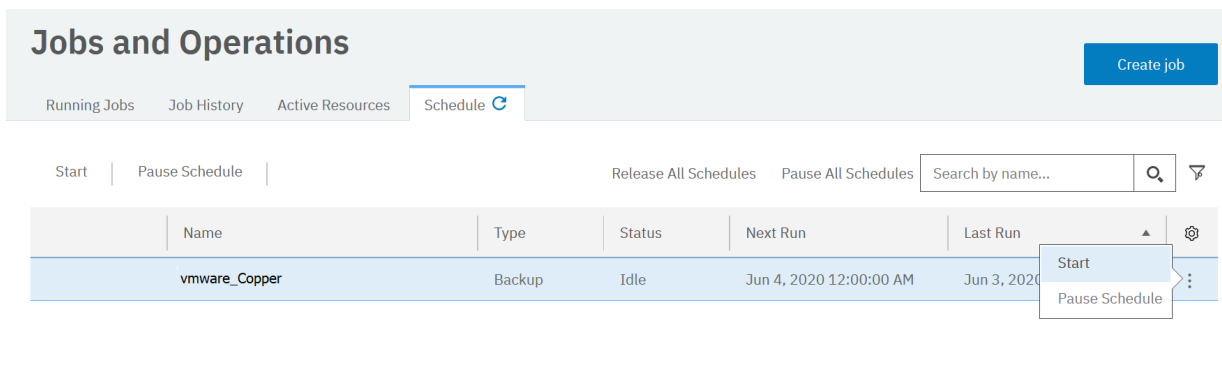 Jobs and Operations
Create job
Running Jobs Job History Active Resources Schedule
Start Pause Schedule Release All Schedules Pause All Schedules Search by name...
Name Type Status Next Run Last Run
vmware_Copper Backup Idle Jun 4, 2020 12:00:00 AM Jun 3, 2020
Start
Pause Schedule